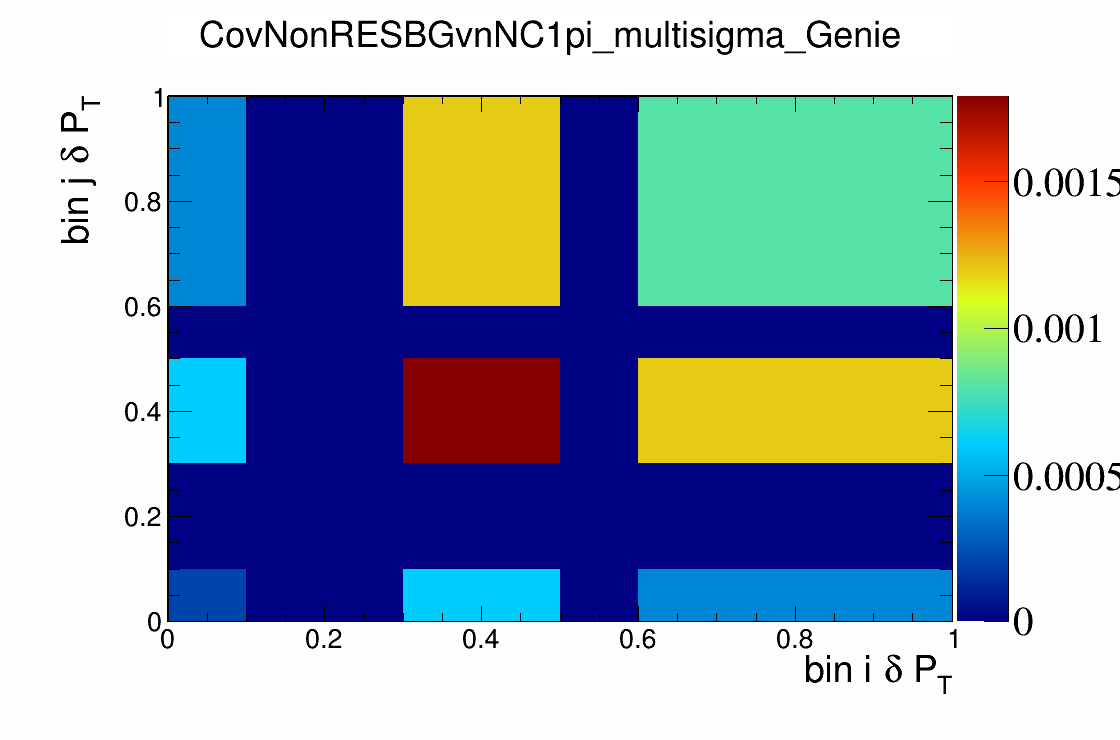 CovNonRESBGvnNC1pi_multisigma_Genie
bin j δ P_T
1
0.8
0.6
0.4
0.2
0
0 0.2 0.4 0.6 0.8 1
bin i δ P_T
0.0015
0.001
0.0005
0